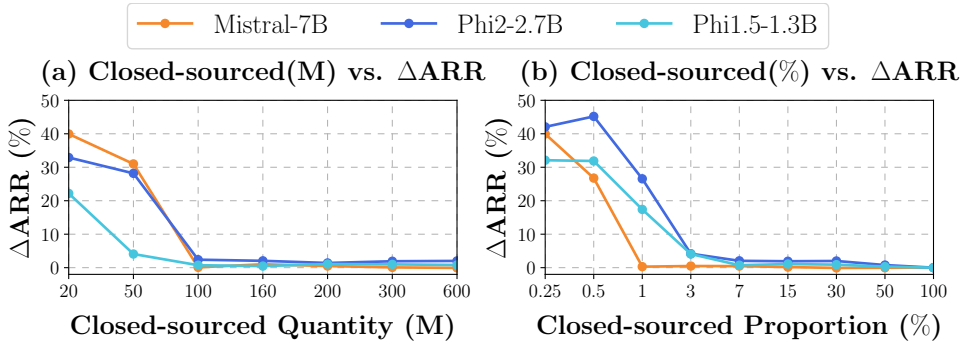 Mistral-7B Phi2-2.7B Phi1.5-1.3B
(a) Closed-sourced(M) vs. ΔARR
(b) Closed-sourced(%) vs. ΔARR
ΔARR (%)
50
40
30
20
10
0
20 50 100 160 200 300 600
Closed-sourced Quantity (M)
ΔARR (%)
50
40
30
20
10
0
0.25 0.5 1 3 7 15 30 50 100
Closed-sourced Proportion (%)